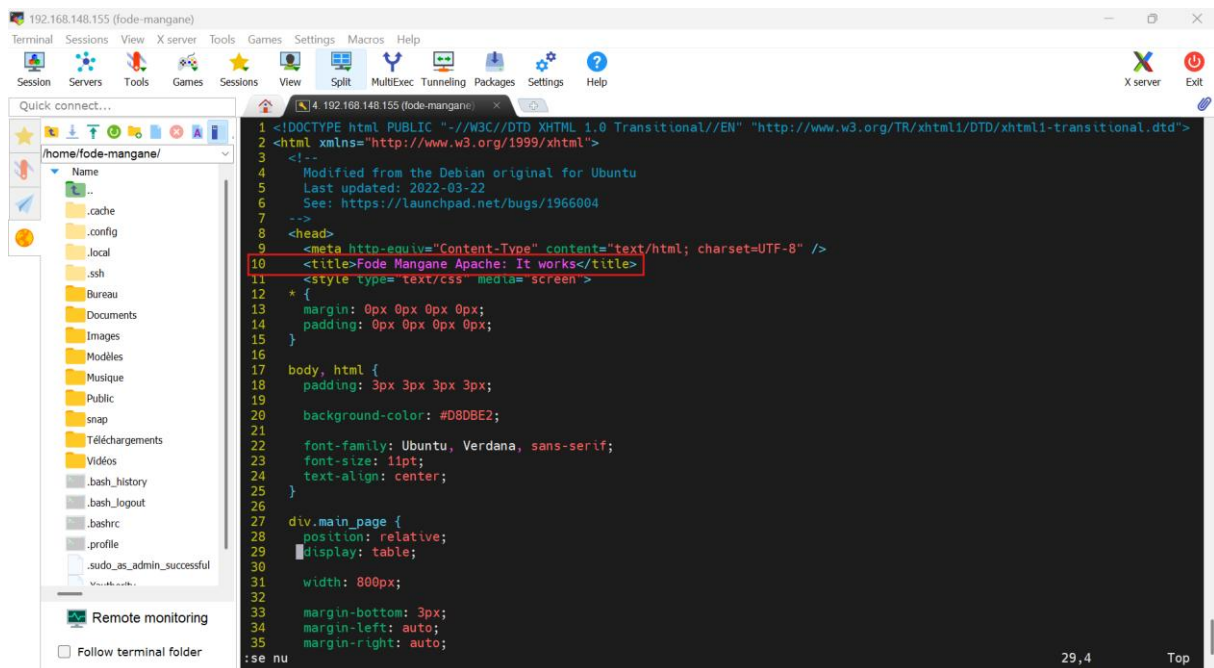 192.168.148.155 (fode-mangane)
Terminal Sessions View X server Tools Games Settings Macros Help
Session Servers Tools Games Sessions View Split MultiExec Tunneling Packages Settings Help X server Exit
Quick connect...
4. 192.168.148.155 (fode-mangane)
/home/fode-mangane/
Name
..
.cache
.config
.local
.ssh
Bureau
Documents
Images
Modèles
Musique
Public
snap
Téléchargements
Vidéos
.bash_history
.bash_logout
.bashrc
.profile
.sudo_as_admin_successful
Remote monitoring
Follow terminal folder
1 <!DOCTYPE html PUBLIC "-//W3C//DTD XHTML 1.0 Transitional//EN" "http://www.w3.org/TR/xhtml1/DTD/xhtml1-transitional.dtd">
2 <html xmlns="http://www.w3.org/1999/xhtml">
3 <!--
4 Modified from the Debian original for Ubuntu
5 Last updated: 2022-03-22
6 See: https://launchpad.net/bugs/1966004
7 -->
8 <head>
9 <meta http-equiv="Content-Type" content="text/html; charset=UTF-8" />
10 <title>Fode Mangane Apache: It works</title>
11 <style type="text/css" media="screen">
12 * {
13 margin: 0px 0px 0px 0px;
14 padding: 0px 0px 0px 0px;
15 }
16
17 body, html {
18 padding: 3px 3px 3px 3px;
19
20 background-color: #D8DBE2;
21
22 font-family: Ubuntu, Verdana, sans-serif;
23 font-size: 11pt;
24 text-align: center;
25 }
26
27 div.main_page {
28 position: relative;
29 display: table;
30
31 width: 800px;
32
33 margin-bottom: 3px;
34 margin-left: auto;
35 margin-right: auto;
:se nu 29,4 Top